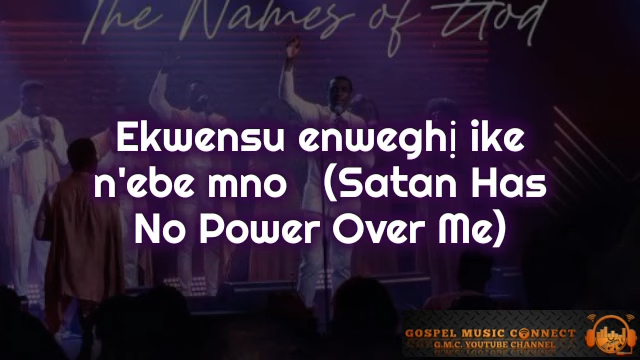 The Names of God
Ekwensu enweghị ike
n'ebe mno (Satan Has
No Power Over Me)
GOSPEL MUSIC CONNECT
G.M.C. YOUTUBE CHANNEL